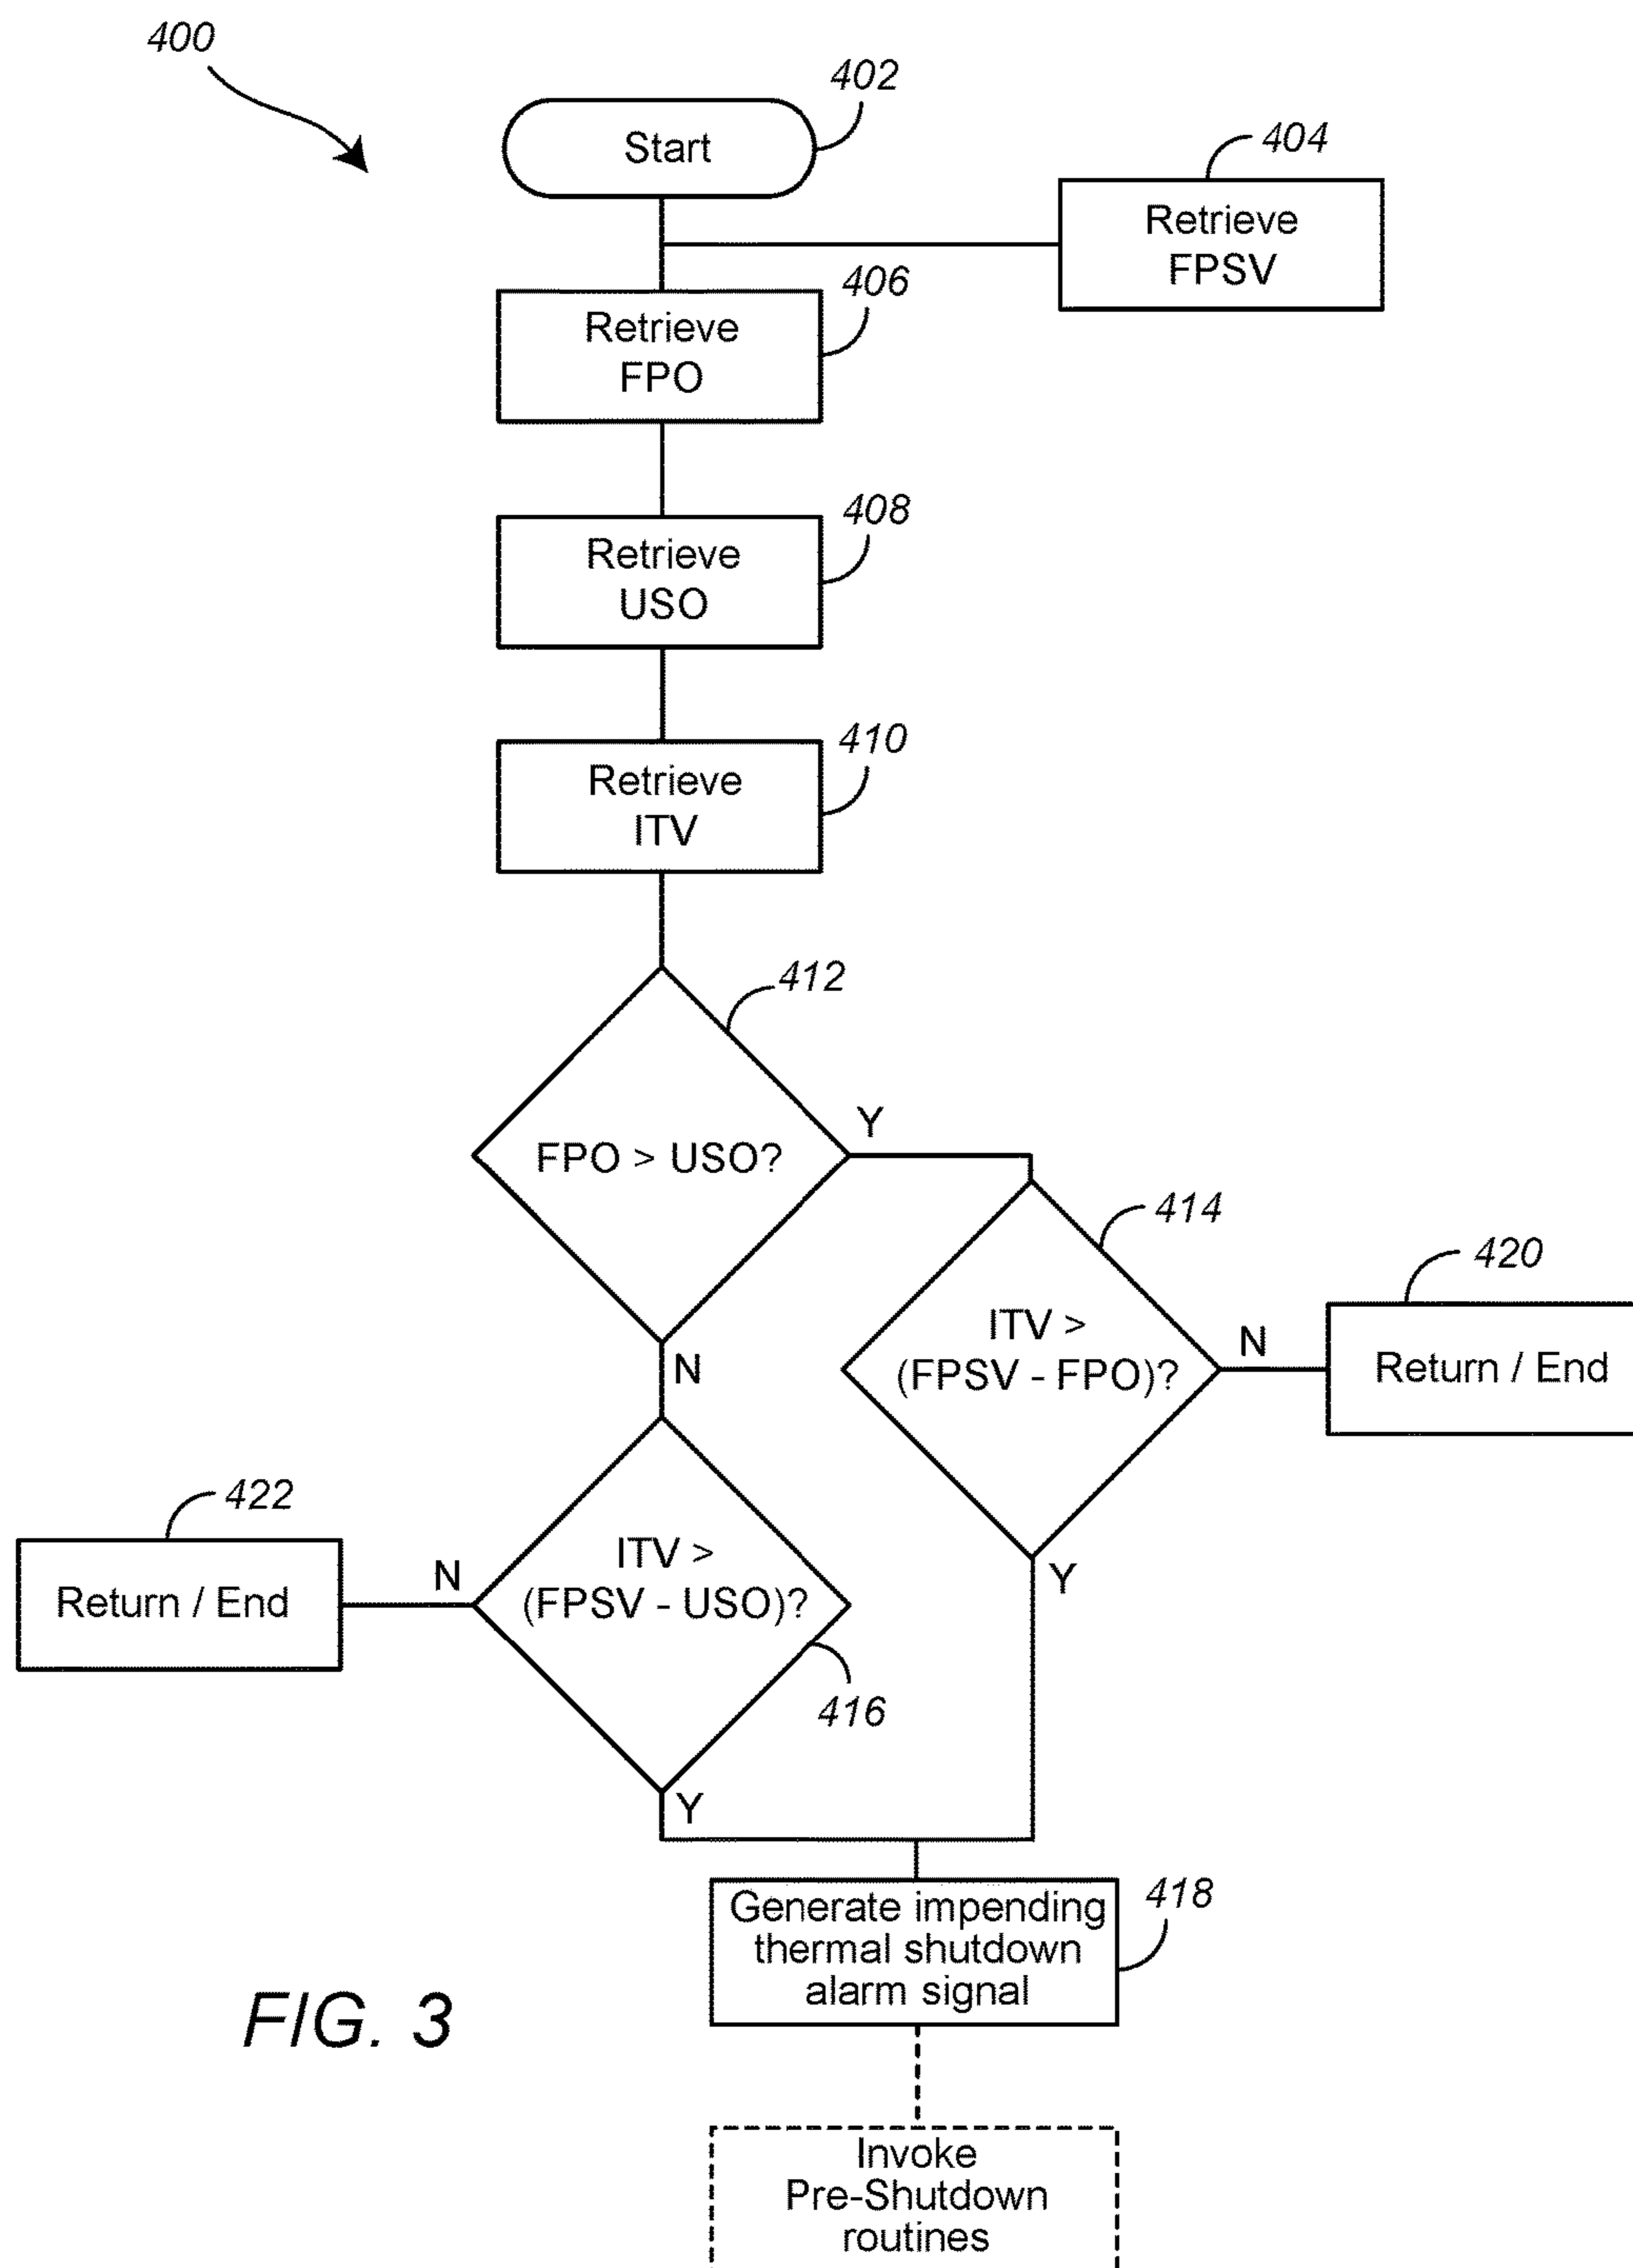 400
402
Start
404
Retrieve
FPSV
406
Retrieve
FPO
408
Retrieve
USO
410
Retrieve
ITV
412
FPO > USO?
Y
N
414
ITV >
(FPSV - FPO)?
N
420
Return / End
Y
422
Return / End
N
ITV >
(FPSV - USO)?
416
Y
Generate impending
thermal shutdown
alarm signal
418
FIG. 3
Invoke
Pre-Shutdown
routines